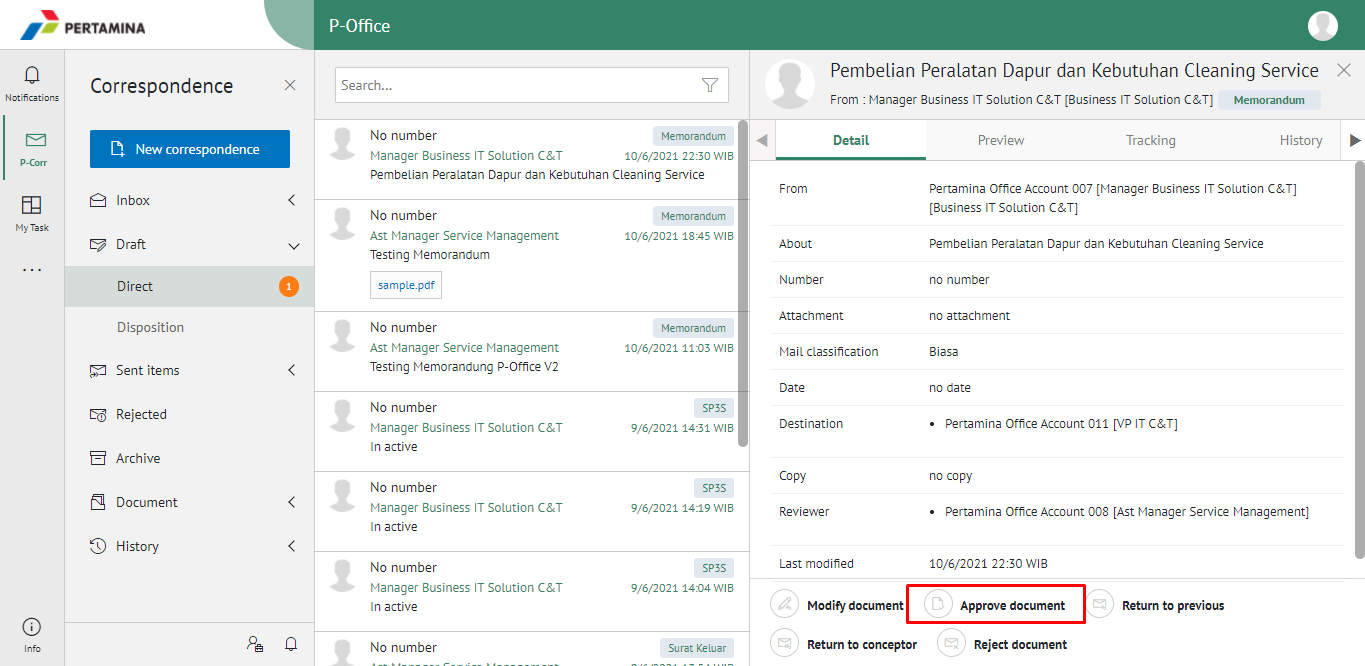 PERTAMINA
P-Office
Notifications
P-Corr
My Task
Info
Correspondence
New correspondence
Inbox
Draft
Direct
1
Disposition
Sent items
Rejected
Archive
Document
History
Search...
No number
Memorandum
Manager Business IT Solution C&T
10/6/2021 22:30 WIB
Pembelian Peralatan Dapur dan Kebutuhan Cleaning Service
No number
Memorandum
Ast Manager Service Management
10/6/2021 18:45 WIB
Testing Memorandum
sample.pdf
No number
Memorandum
Ast Manager Service Management
10/6/2021 11:03 WIB
Testing Memorandung P-Office V2
No number
SP3S
Manager Business IT Solution C&T
9/6/2021 14:31 WIB
In active
No number
SP3S
Manager Business IT Solution C&T
9/6/2021 14:19 WIB
In active
No number
SP3S
Manager Business IT Solution C&T
9/6/2021 14:04 WIB
In active
No number
Surat Keluar
Pembelian Peralatan Dapur dan Kebutuhan Cleaning Service
From : Manager Business IT Solution C&T [Business IT Solution C&T]
Memorandum
Detail
Preview
Tracking
History
From
Pertamina Office Account 007 [Manager Business IT Solution C&T]
[Business IT Solution C&T]
About
Pembelian Peralatan Dapur dan Kebutuhan Cleaning Service
Number
no number
Attachment
no attachment
Mail classification
Biasa
Date
no date
Destination
• Pertamina Office Account 011 [VP IT C&T]
Copy
no copy
Reviewer
• Pertamina Office Account 008 [Ast Manager Service Management]
Last modified
10/6/2021 22:30 WIB
Modify document
Approve document
Return to previous
Return to conceptor
Reject document